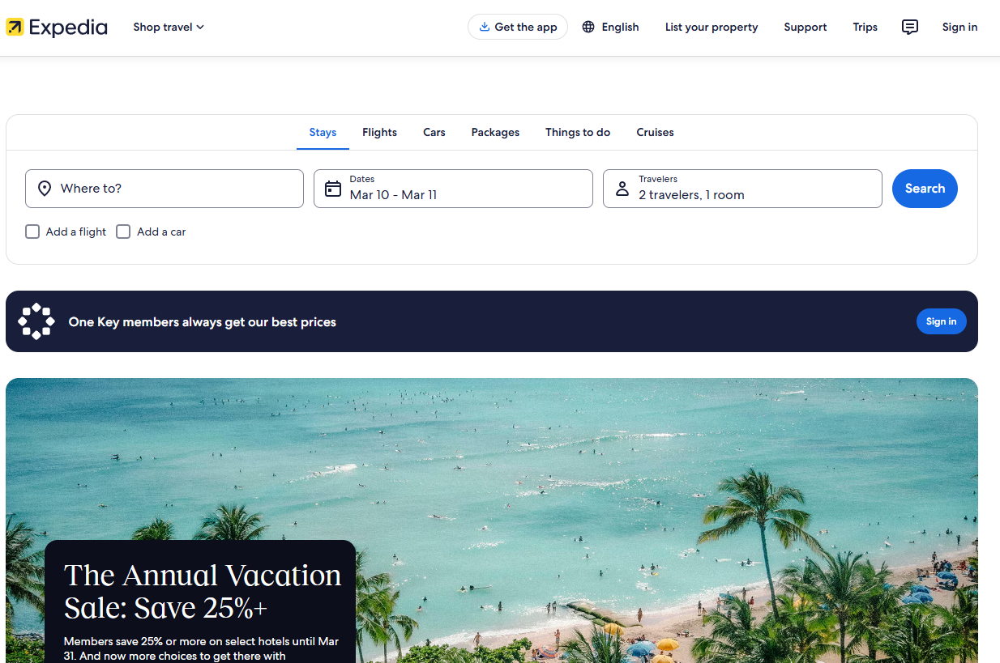 Expedia
Shop travel
Get the app
English
List your property
Support
Trips
Sign in
Stays
Flights
Cars
Packages
Things to do
Cruises
Where to?
Dates
Mar 10 - Mar 11
Travelers
2 travelers, 1 room
Search
Add a flight
Add a car
One Key members always get our best prices
Sign in
The Annual Vacation
Sale: Save 25%+
Members save 25% or more on select hotels until Mar
31. And now more choices to get there with